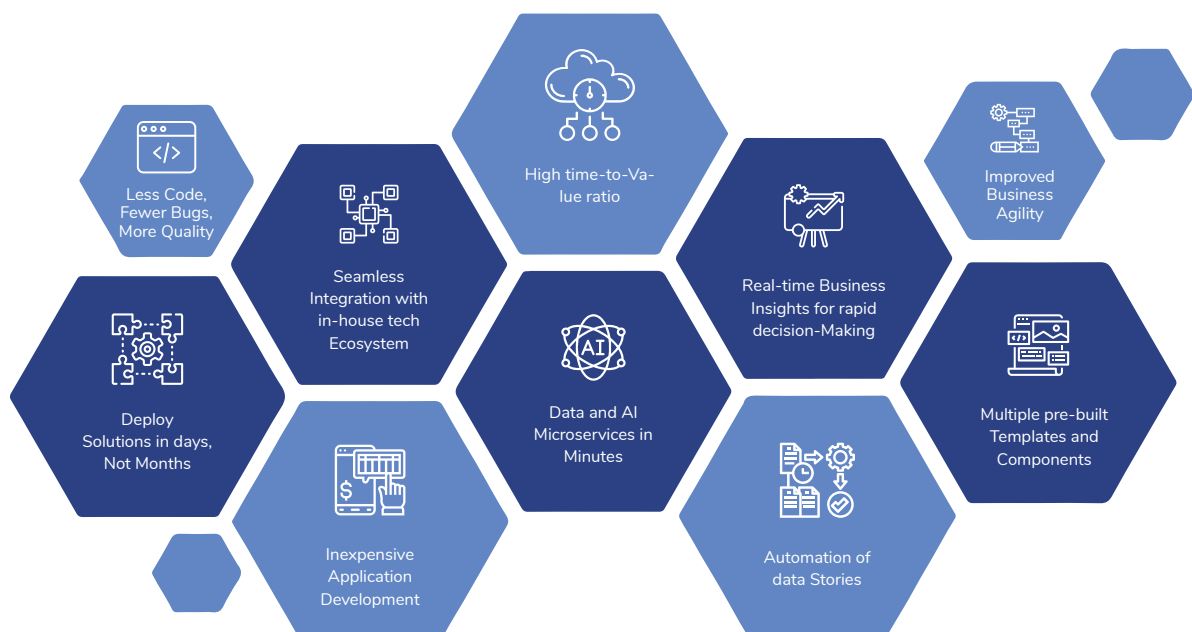 High time-to-Va-
lue ratio
Less Code,
Fewer Bugs,
More Quality
Improved
Business
Agility
Seamless
Integration with
in-house tech
Ecosystem
Real-time Business
Insights for rapid
decision-Making
Deploy
Solutions in days,
Not Months
AI
Data and AI
Microservices in
Minutes
Multiple pre-built
Templates and
Components
$
Inexpensive
Application
Development
Automation of
data Stories